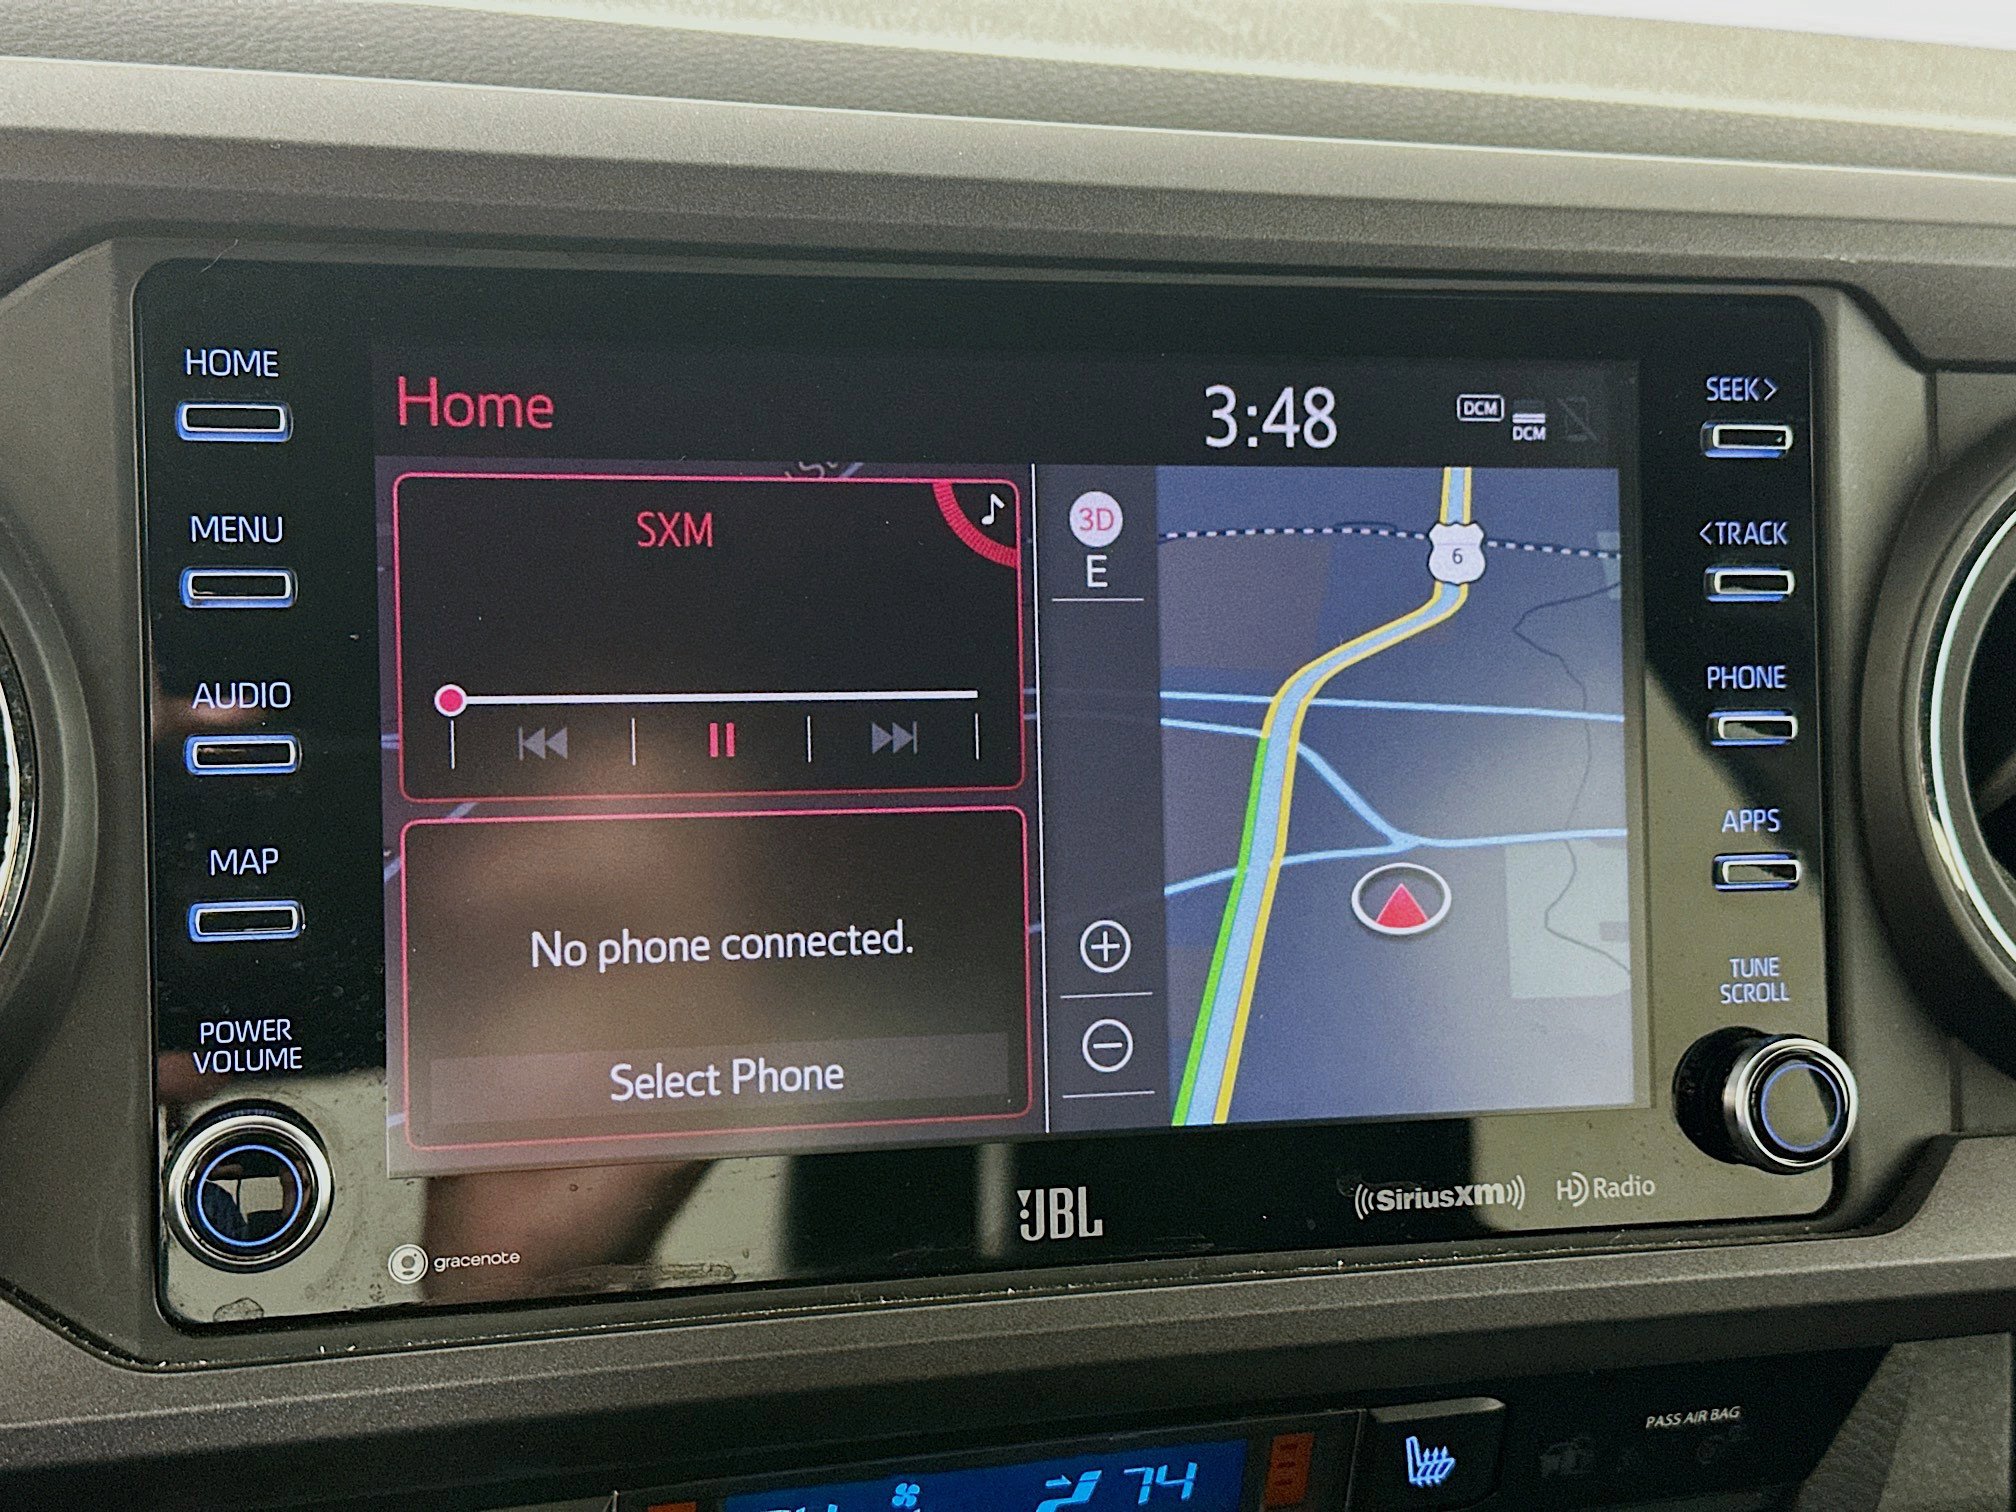 HOME
MENU
AUDIO
MAP
POWER
VOLUME
Home
3:48
DCM
DCM
SXM
No phone connected.
Select Phone
3D
E
6
SEEK>
<TRACK
PHONE
APPS
TUNE
SCROLL
gracenote
JBL
((SiriusXM))
HD Radio
PASS AIR BAG
74